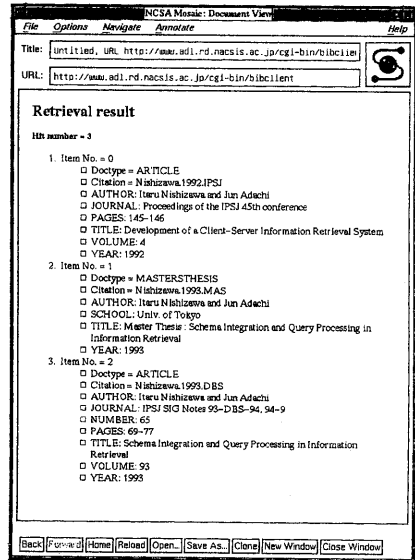 NCSA Mosaic: Document View
File Options Navigate Annotate Help
Title: Untitled, URL http://www.adl.rd.nacsis.ac.jp/cgi-bin/bibclien
URL: http://www.adl.rd.nacsis.ac.jp/cgi-bin/bibclient
Retrieval result
Hit number = 3
1. Item No. = 0
Doctype = ARTICLE
Citation = Nishizawa.1992.IPSJ
AUTHOR: Itaru Nishizawa and Jun Adachi
JOURNAL: Proceedings of the IPSJ 45th conference
PAGES: 145-146
TITLE: Development of a Client-Server Information Retrieval System
VOLUME: 4
YEAR: 1992
2. Item No. = 1
Doctype = MASTERSTHESIS
Citation = Nishizawa.1993.MAS
AUTHOR: Itaru Nishizawa and Jun Adachi
SCHOOL: Univ. of Tokyo
TITLE: Master Thesis : Schema Integration and Query Processing in
Information Retrieval
YEAR: 1993
3. Item No. = 2
Doctype = ARTICLE
Citation = Nishizawa.1993.DBS
AUTHOR: Itaru Nishizawa and Jun Adachi
JOURNAL: IPSJ SIG Notes 93-DBS-94, 94-9
NUMBER: 65
PAGES: 69-77
TITLE: Schema Integration and Query Processing in Information
Retrieval
VOLUME: 93
YEAR: 1993
Back Forward Home Reload Open... Save As... Clone New Window Close Window